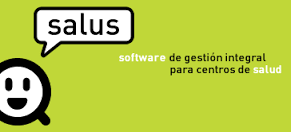 salus
software de gestión integral
para centros de salud